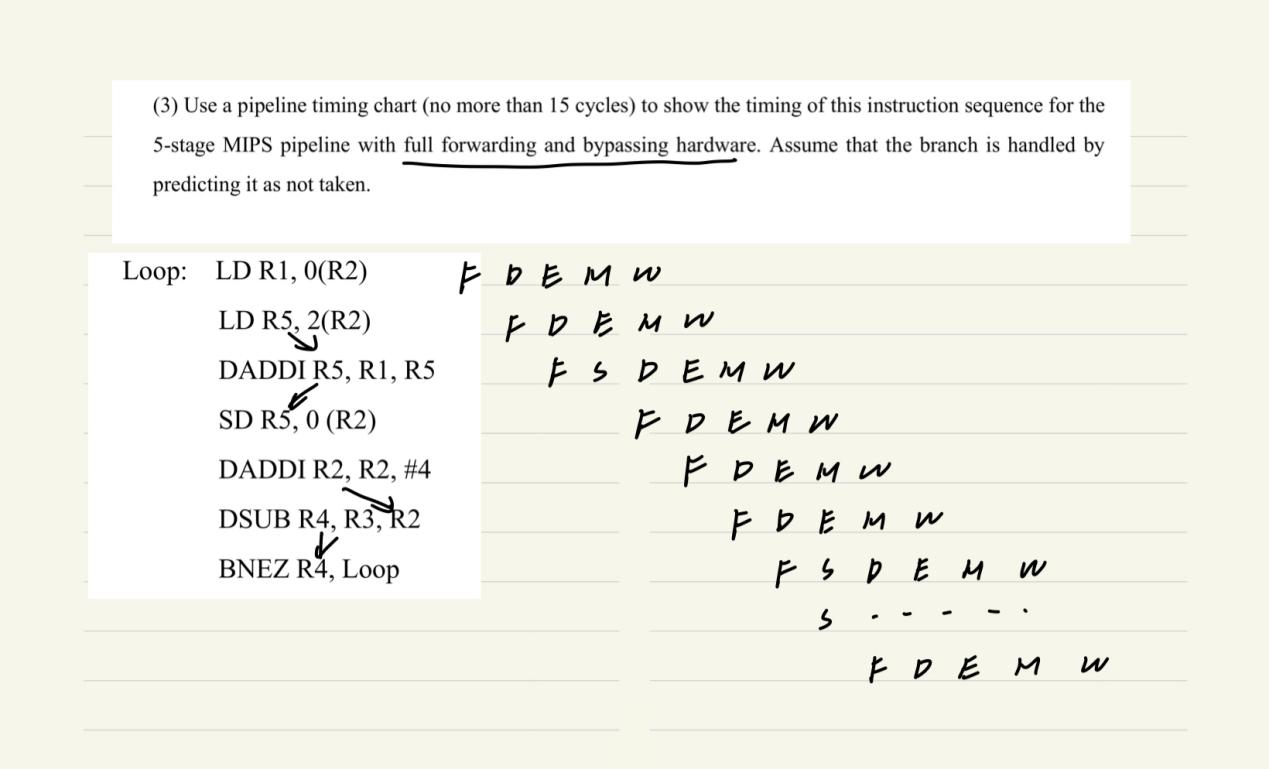 (3) Use a pipeline timing chart (no more than 15 cycles) to show the timing of this instruction sequence for the
5-stage MIPS pipeline with full forwarding and bypassing hardware. Assume that the branch is handled by
predicting it as not taken.
Loop: LD R1, 0(R2) F D E M W
LD R5, 2(R2) F D E M W
DADDI R5, R1, R5 F S D E M W
SD R5, 0 (R2) F D E M W
DADDI R2, R2, #4 F D E M W
DSUB R4, R3, R2 F D E M W
BNEZ R4, Loop F S D E M W
S . - - - .
F D E M W